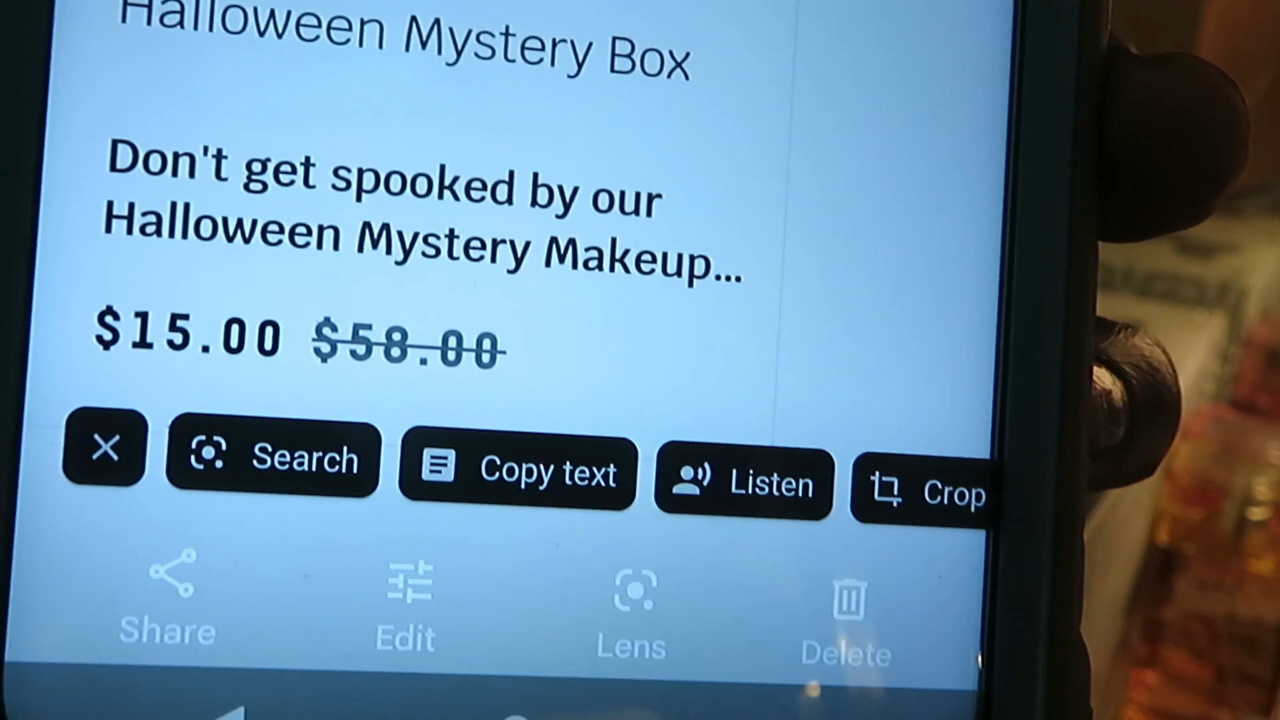 Halloween Mystery Box
Don't get spooked by our
Halloween Mystery Makeup...
$15.00 $58.00
Search Copy text Listen Crop
Share Edit Lens Delete